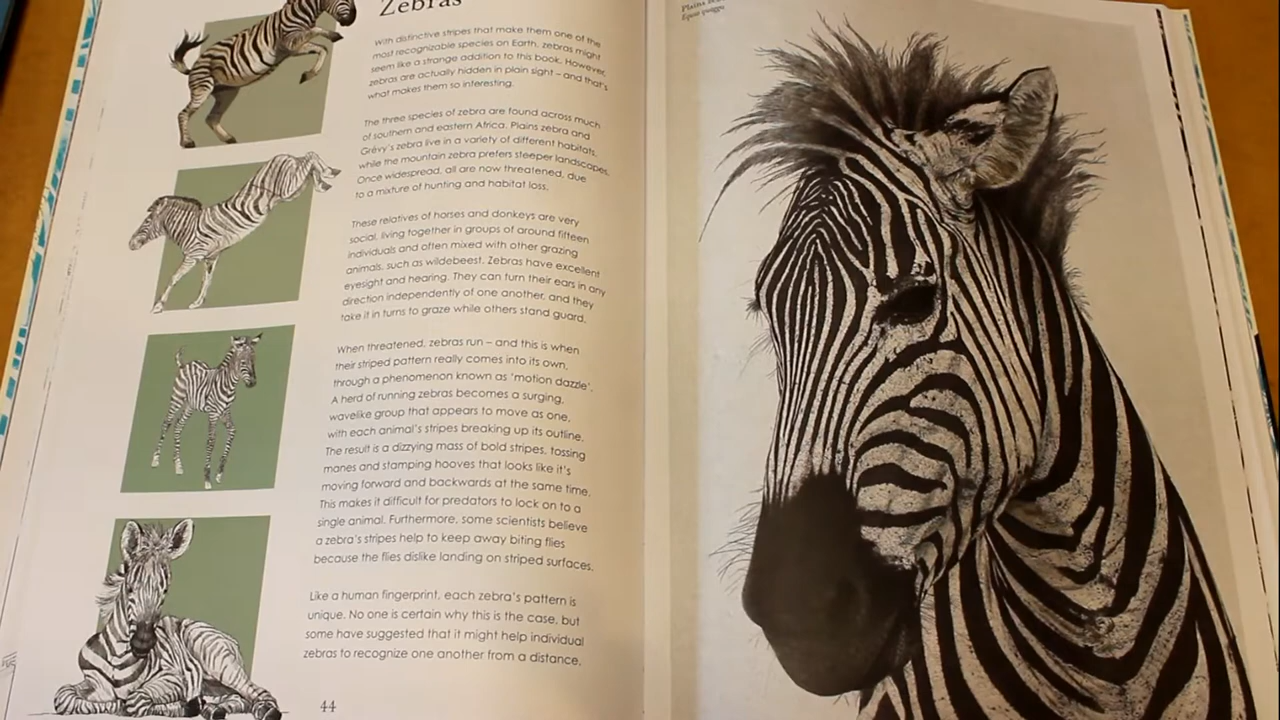 Zebras
With distinctive stripes that make them one of the
most recognizable species on Earth, zebras might
seem like a strange addition to this book. However,
zebras are actually hidden in plain sight – and that's
what makes them so interesting.
The three species of zebra are found across much
of southern and eastern Africa. Plains zebra and
Grévy's zebra live in a variety of different habitats,
while the mountain zebra prefers steeper landscapes.
Once widespread, all are now threatened, due
to a mixture of hunting and habitat loss.
These relatives of horses and donkeys are very
social, living together in groups of around fifteen
individuals and often mixed with other grazing
animals, such as wildebeest. Zebras have excellent
eyesight and hearing. They can turn their ears in any
direction independently of one another, and they
take it in turns to graze while others stand guard.
When threatened, zebras run – and this is when
their striped pattern really comes into its own,
through a phenomenon known as 'motion dazzle'.
A herd of running zebras becomes a surging,
wavelike group that appears to move as one,
with each animal's stripes breaking up its outline.
The result is a dizzying mass of bold stripes, tossing
manes and stamping hooves that looks like it's
moving forward and backwards at the same time.
This makes it difficult for predators to lock on to a
single animal. Furthermore, some scientists believe
a zebra's stripes help to keep away biting flies
because the flies dislike landing on striped surfaces.
Like a human fingerprint, each zebra's pattern is
unique. No one is certain why this is the case, but
some have suggested that it might help individual
zebras to recognize one another from a distance.
44
Plains
Equus quagga